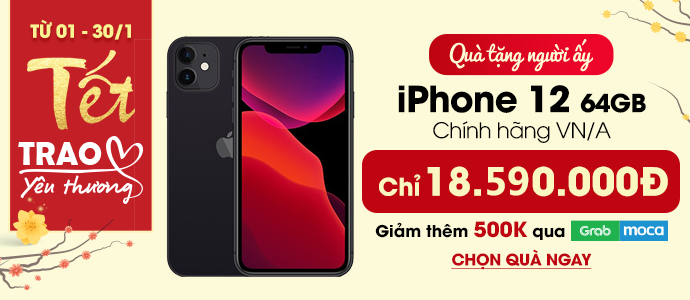 TỪ 01 - 30/1
Tết
TRAO
Yêu thương
Quà tặng người ấy
iPhone 12 64GB
Chính hãng VN/A
Chỉ 18.590.000Đ
Giảm thêm 500K qua Grab moca
CHỌN QUÀ NGAY